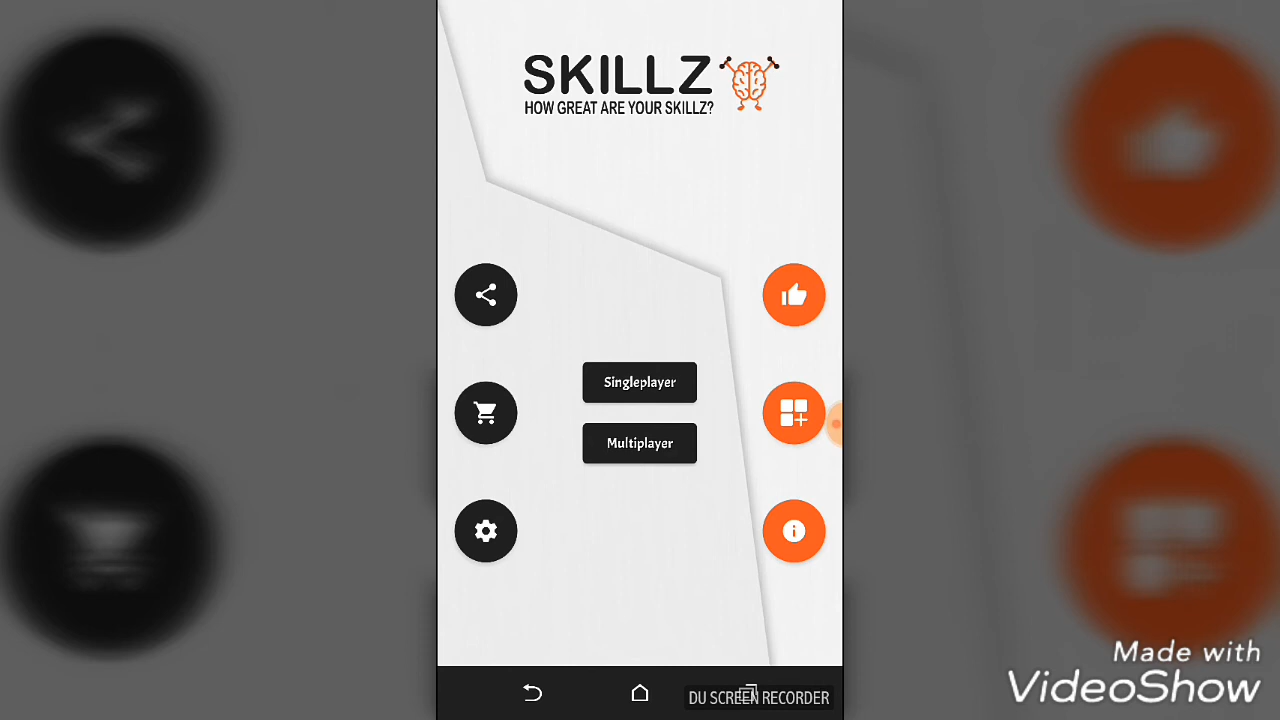 SKILLZ
HOW GREAT ARE YOUR SKILLZ?
Singleplayer
Multiplayer
Made with
VideoShow
DU SCREEN RECORDER